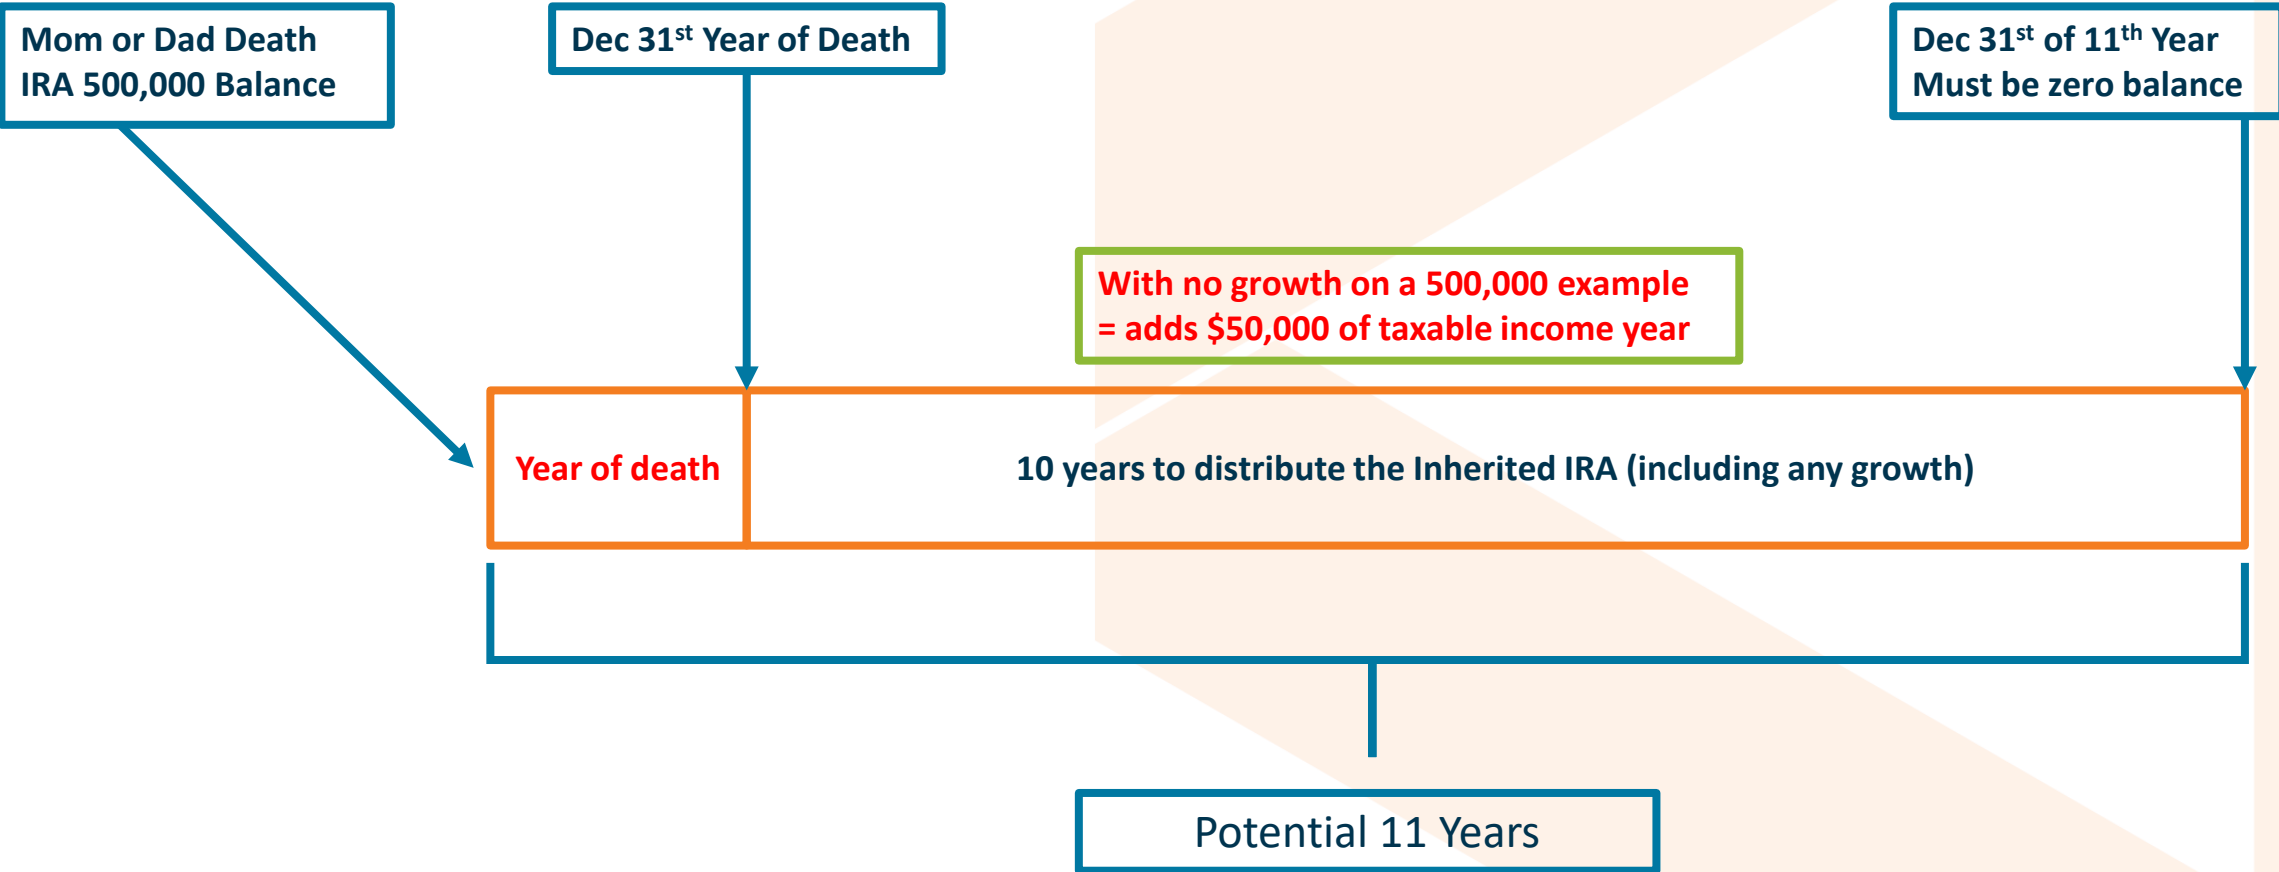 Mom or Dad Death
IRA 500,000 Balance
Dec 31st Year of Death
Dec 31st of 11th Year
Must be zero balance
With no growth on a 500,000 example
= adds $50,000 of taxable income year
Year of death
10 years to distribute the Inherited IRA (including any growth)
Potential 11 Years